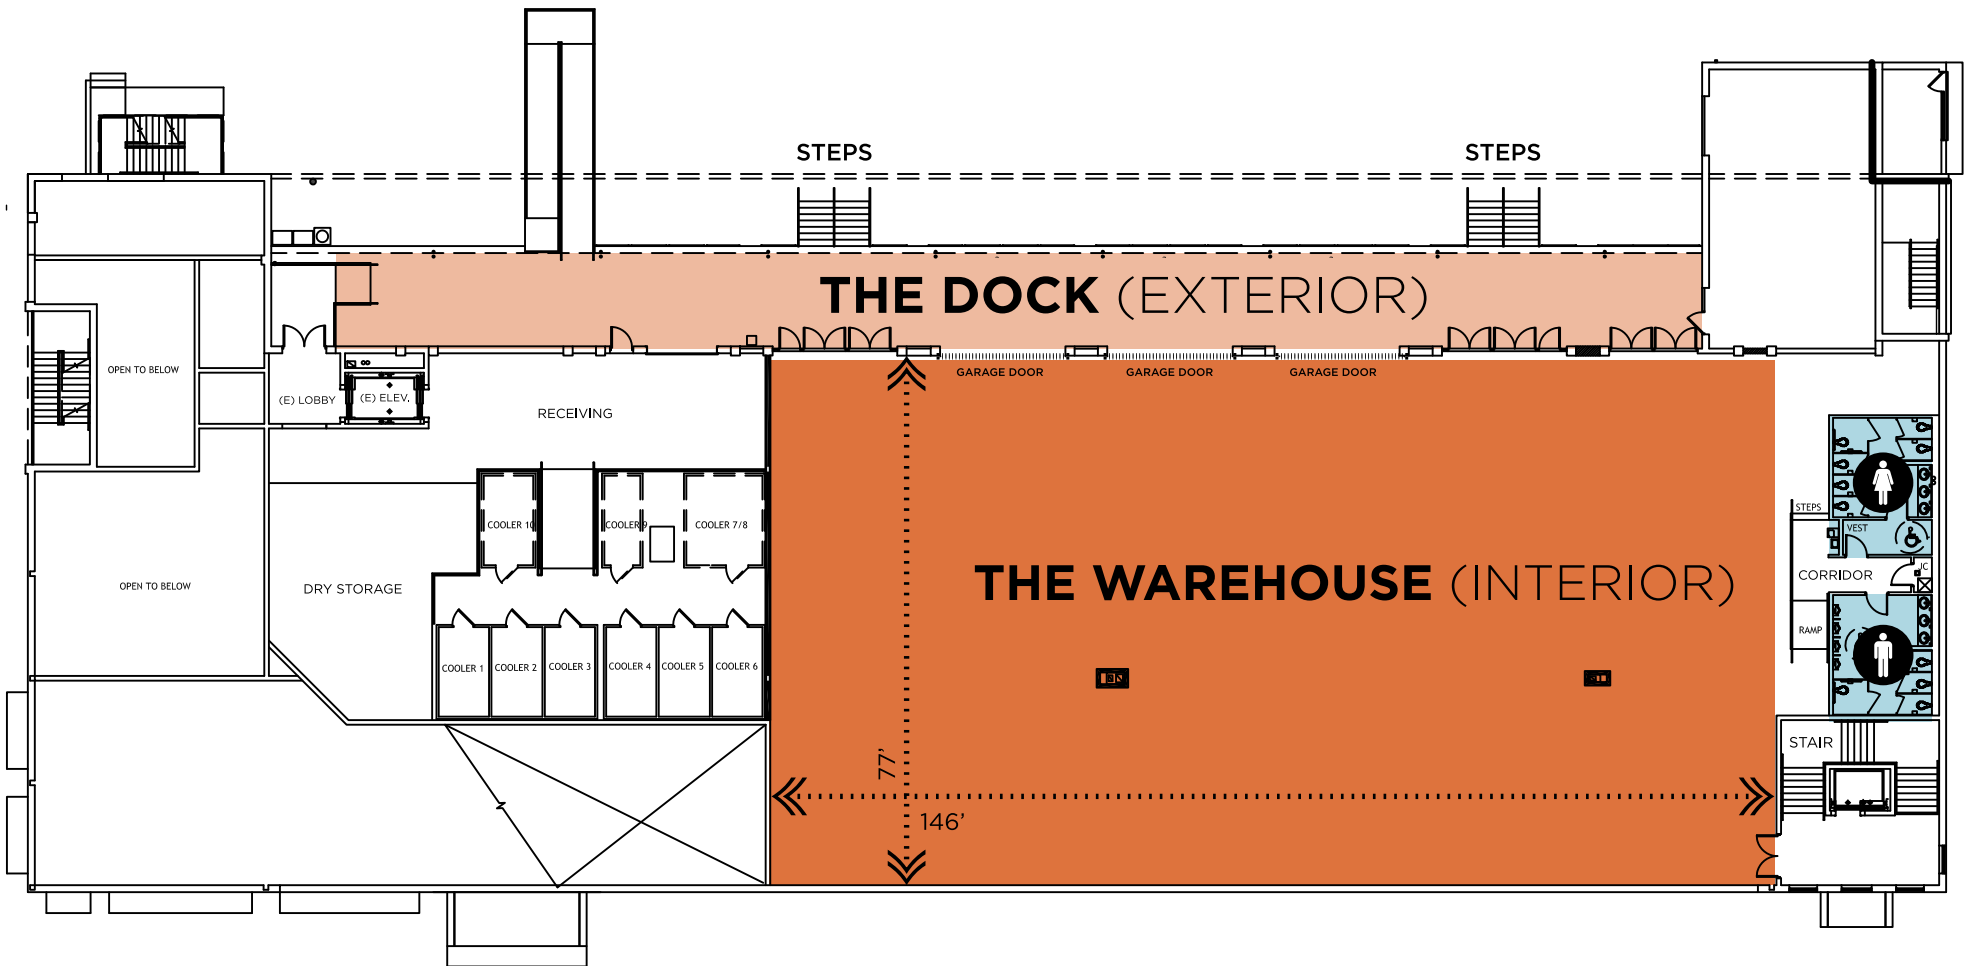 STEPS
STEPS
THE DOCK (EXTERIOR)
GARAGE DOOR
GARAGE DOOR
GARAGE DOOR
OPEN TO BELOW
(E) LOBBY
(E) ELEV.
RECEIVING
STEPS
COOLER 10
COOLER 9
COOLER 7/8
VEST
OPEN TO BELOW
DRY STORAGE
THE WAREHOUSE (INTERIOR)
CORRIDOR
JC
RAMP
COOLER 1
COOLER 2
COOLER 3
COOLER 4
COOLER 5
COOLER 6
STAIR
77'
146'